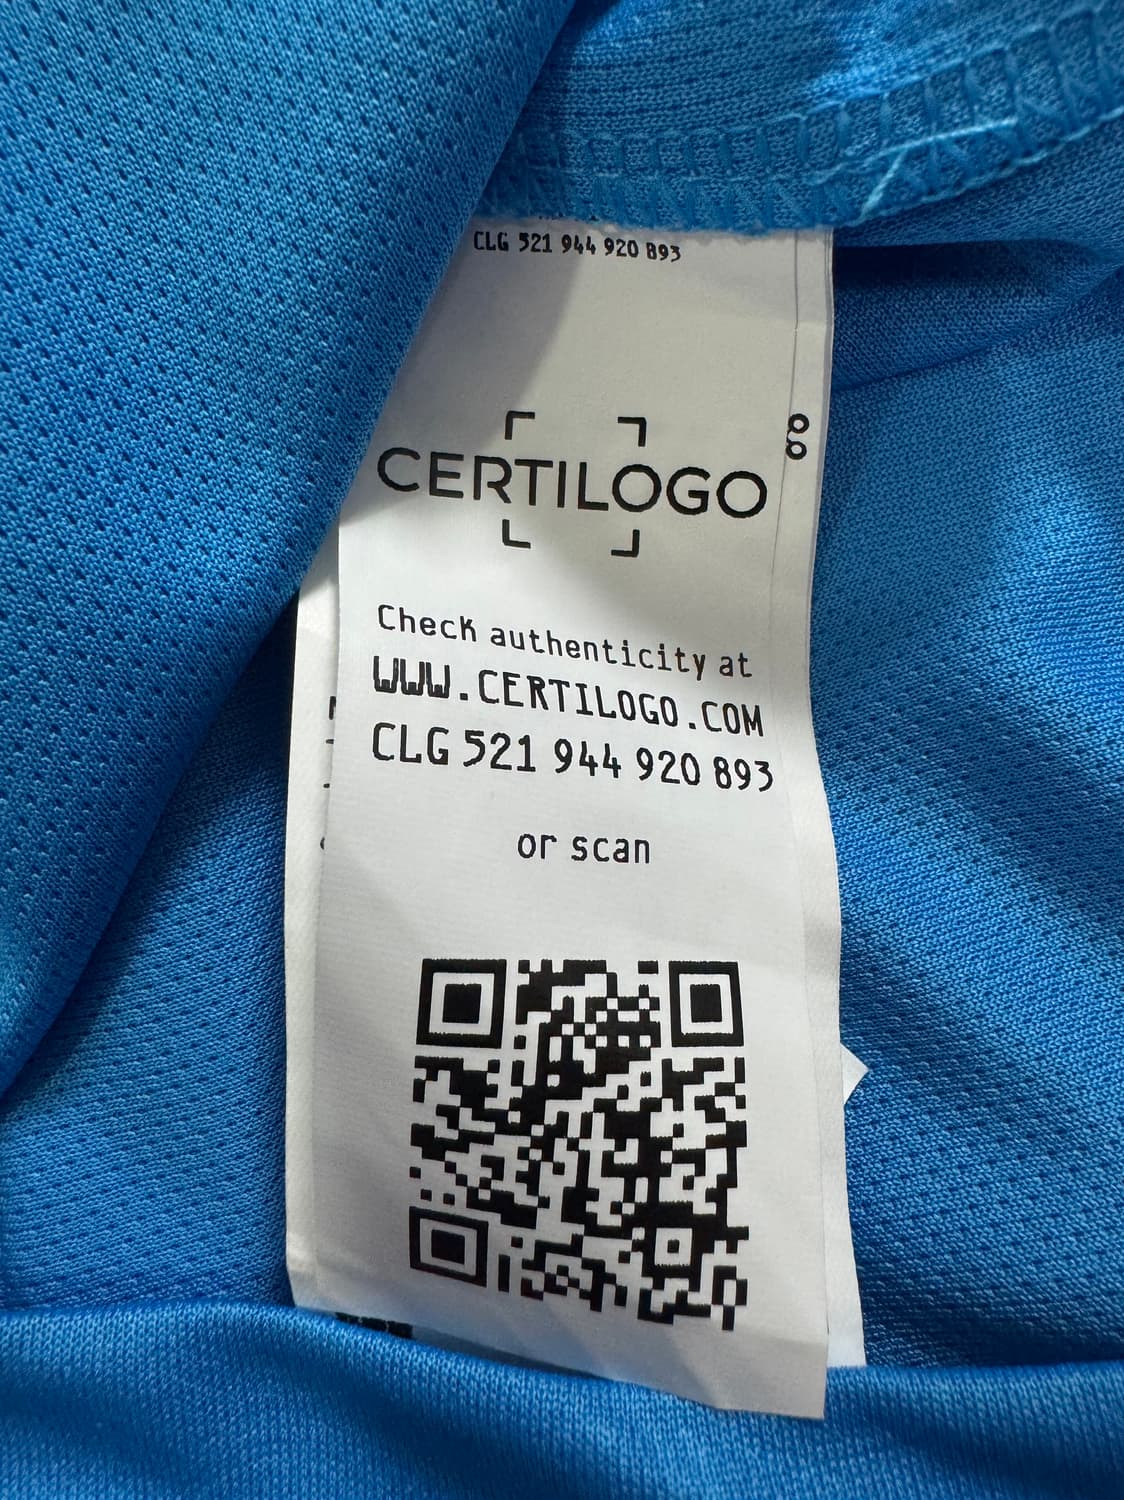 CLG 521 944 920 893
CERTILOGO
Check authenticity at
WWW.CERTILOGO.COM
CLG 521 944 920 893
or scan